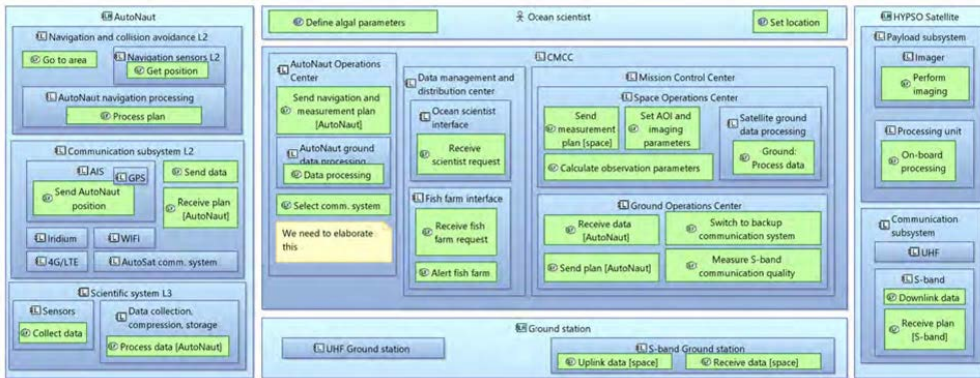 AutoNaut
Navigation and collision avoidance L2
Go to area
Navigation sensors L2
Get position
AutoNaut navigation processing
Process plan
Communication subsystem L2
AIS
GPS
Send AutoNaut
position
Send data
Receive plan
[AutoNaut]
Iridium
WiFi
4G/LTE
AutoSat comm. system
Scientific system L3
Sensors
Collect data
Data collection,
compression, storage
Process data [AutoNaut]
Ocean scientist
Define algal parameters
Set location
CMCC
AutoNaut Operations
Center
Send navigation and
measurement plan
[AutoNaut]
AutoNaut ground
data processing
Data processing
Select comm. system
We need to elaborate
this
Data management and
distribution center
Ocean scientist
interface
Receive
scientist request
Fish farm interface
Receive fish
farm request
Alert fish farm
Mission Control Center
Space Operations Center
Send
measurement
plan [space]
Set AOI and
imaging
parameters
Calculate observation parameters
Satellite ground
data processing
Ground:
Process data
Ground Operations Center
Receive data
[AutoNaut]
Switch to backup
communication system
Send plan [AutoNaut]
Measure S-band
communication quality
Ground station
UHF Ground station
S-band Ground station
Uplink data [space]
Receive data [space]
HYPSO Satellite
Payload subsystem
Imager
Perform
imaging
Processing unit
On-board
processing
Communication
subsystem
UHF
S-band
Downlink data
Receive plan
[S-band]